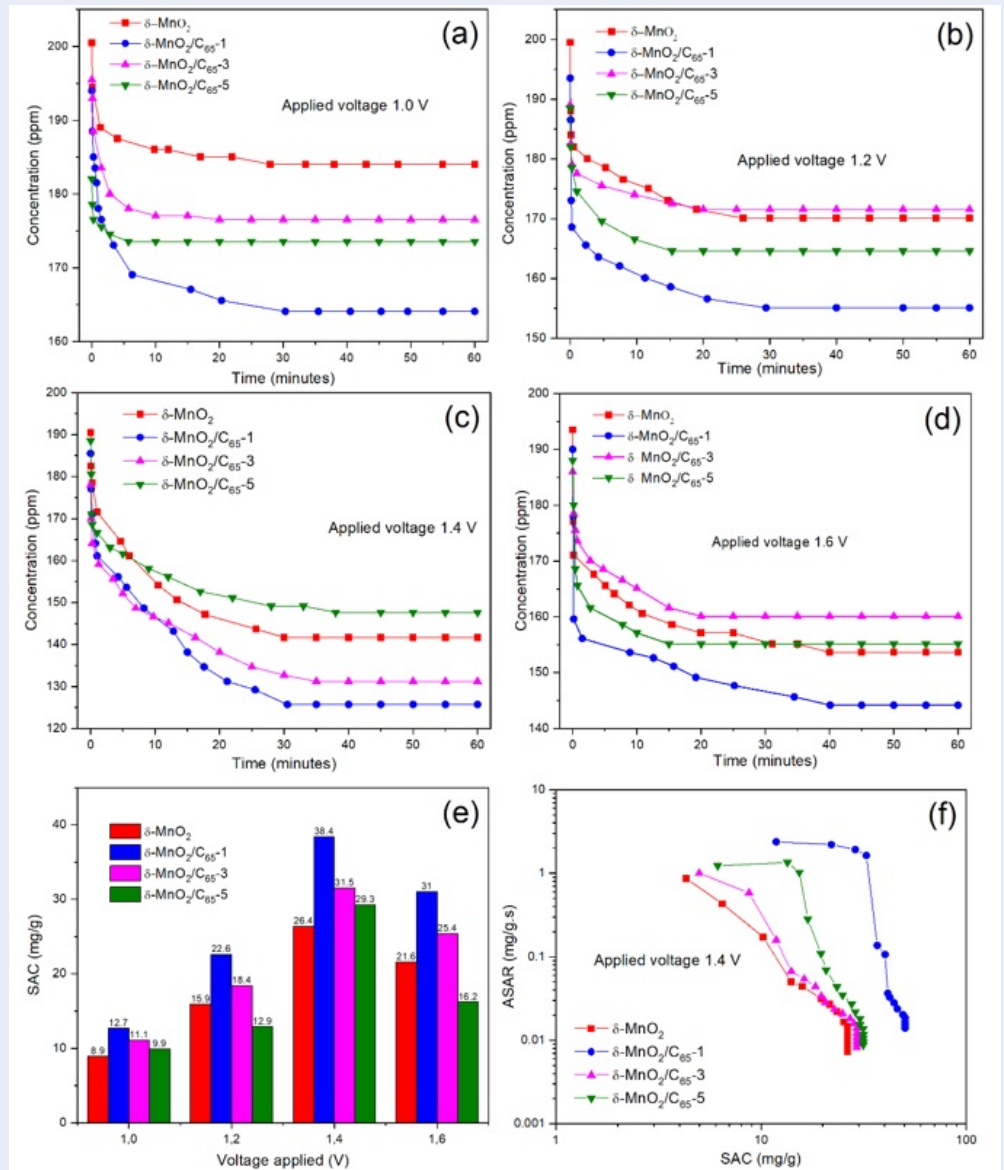 (a)
δ–MnO₂
δ-MnO₂/C₆₅-1
δ–MnO₂/C₆₅-3
δ-MnO₂/C₆₅-5
Applied voltage 1.0 V
Concentration (ppm)
200
190
180
170
160
0 10 20 30 40 50 60
Time (minutes)
(b)
δ–MnO₂
δ-MnO₂/C₆₅-1
δ–MnO₂/C₆₅-3
δ-MnO₂/C₆₅-5
Applied voltage 1.2 V
Concentration (ppm)
200
190
180
170
160
150
0 10 20 30 40 50 60
Time (minutes)
(c)
δ-MnO₂
δ-MnO₂/C₆₅-1
δ-MnO₂/C₆₅-3
δ-MnO₂/C₆₅-5
Applied voltage 1.4 V
Concentration (ppm)
200
190
180
170
160
150
140
130
120
0 10 20 30 40 50 60
Time (minutes)
(d)
δ–MnO₂
δ-MnO₂/C₆₅-1
δ MnO₂/C₆₅-3
δ MnO₂/C₆₅-5
Applied voltage 1.6 V
Concentration (ppm)
200
190
180
170
160
150
140
0 10 20 30 40 50 60
Time (minutes)
(e)
δ-MnO₂
δ-MnO₂/C₆₅-1
δ-MnO₂/C₆₅-3
δ-MnO₂/C₆₅-5
SAC (mg/g)
40
30
20
10
0
8.9 12.7 11.1 9.9
15.9 22.6 18.4 12.9
26.4 38.4 31.5 29.3
21.6 31 25.4 16.2
1,0 1,2 1,4 1,6
Voltage applied (V)
(f)
ASAR (mg/g.s)
10
1
0.1
0.01
0.001
Applied voltage 1.4 V
δ-MnO₂
δ-MnO₂/C₆₅-1
δ-MnO₂/C₆₅-3
δ-MnO₂/C₆₅-5
1 10 100
SAC (mg/g)